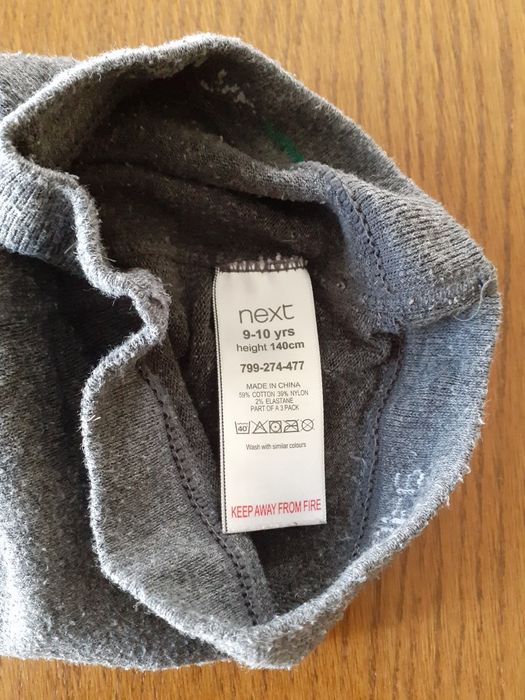 next
9-10 yrs
height 140cm
799-274-477
MADE IN CHINA
59% COTTON 39% NYLON
2% ELASTANE
PART OF A 3 PACK
40
Wash with similar colours
KEEP AWAY FROM FIRE